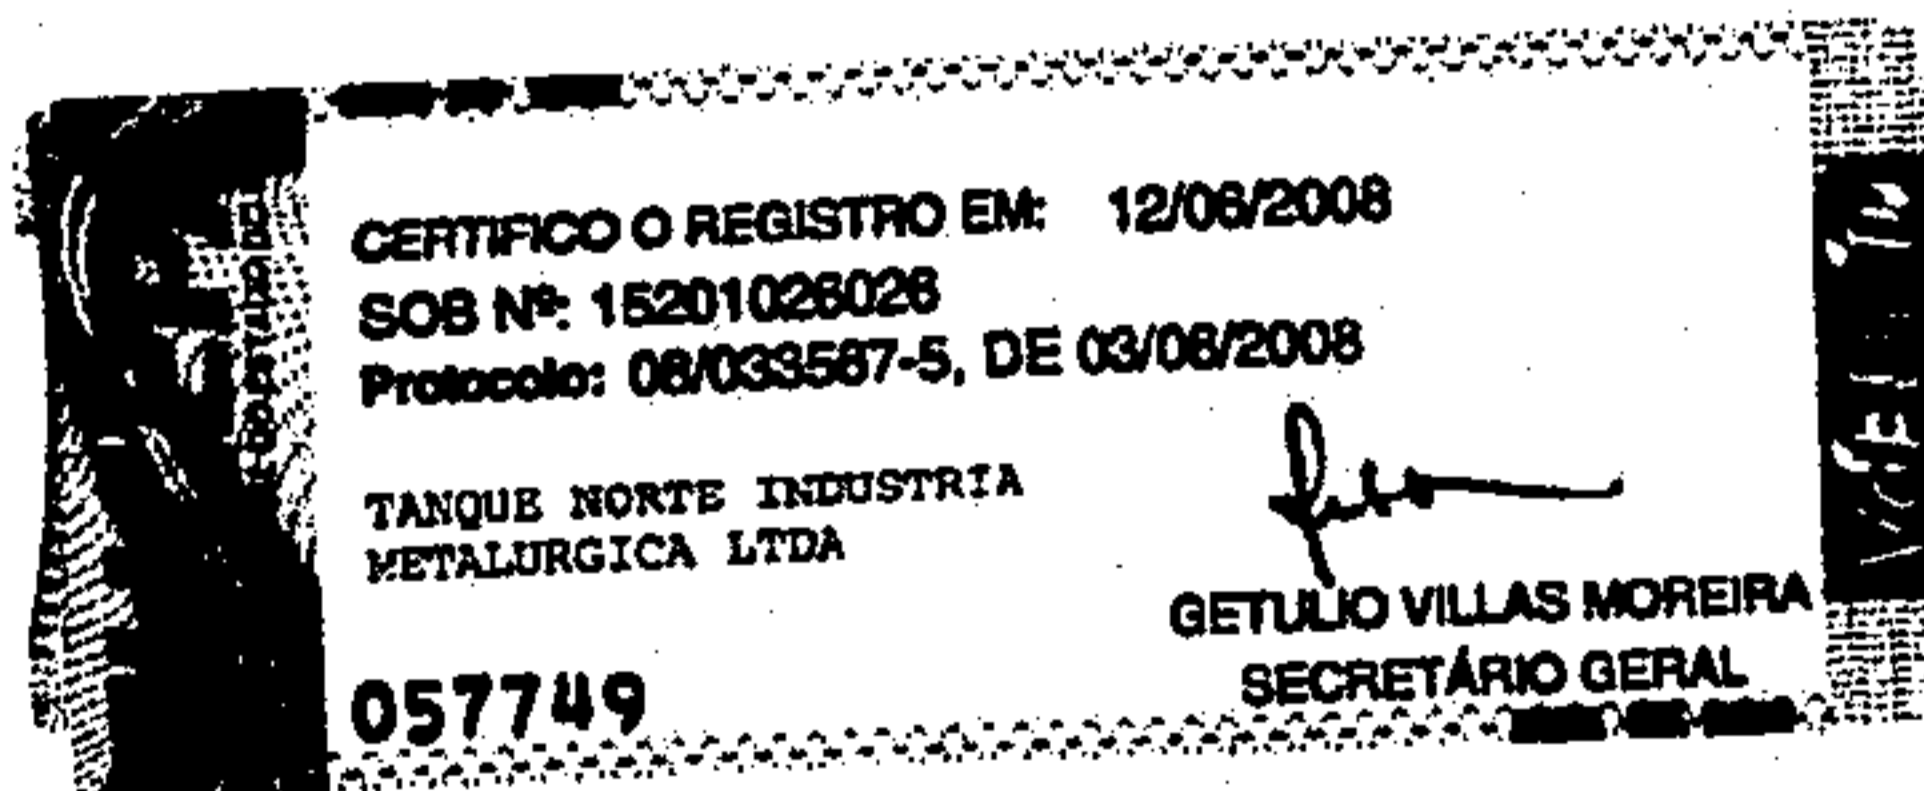 CERTIFICO O REGISTRO EM: 12/06/2008
SOB Nº: 15201026026
Protocolo: 08/033587-5, DE 03/06/2008
TANQUE NORTE INDUSTRIA
METALURGICA LTDA
GETULIO VILLAS MOREIRA
SECRETÁRIO GERAL
057749